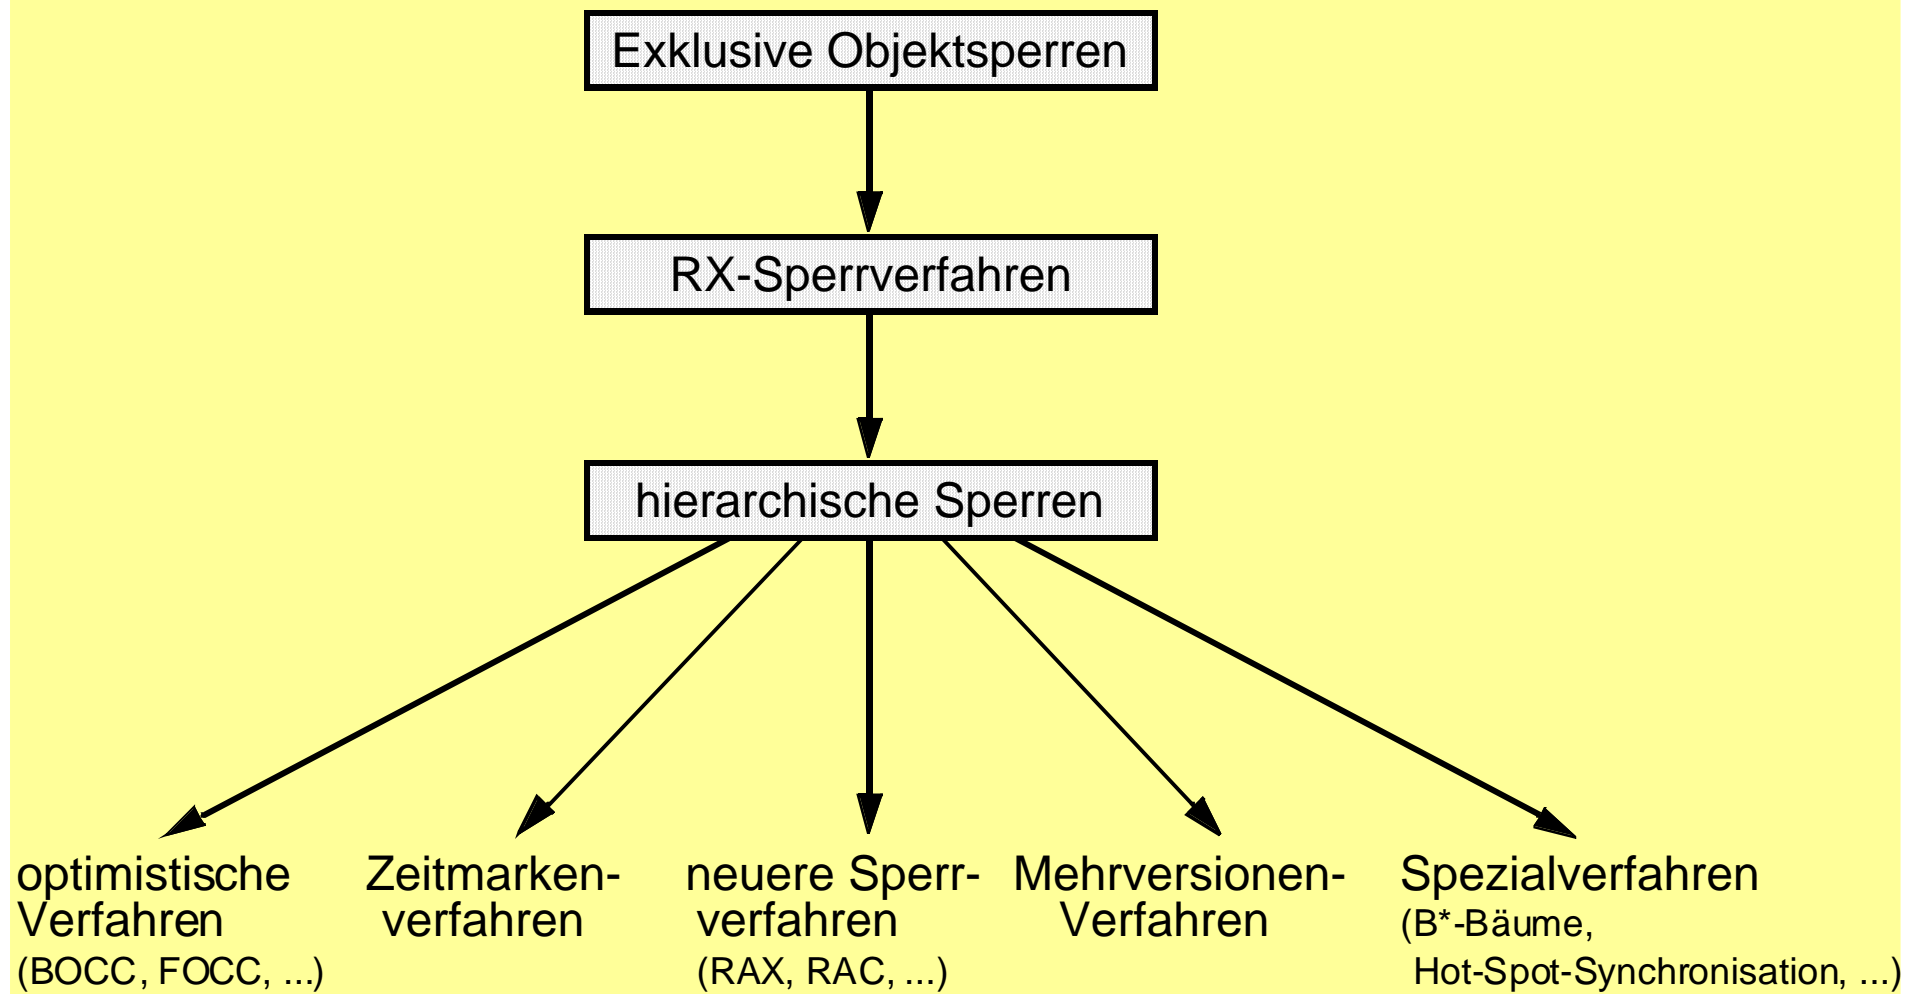 Exklusive Objektsperren
RX-Sperrverfahren
hierarchische Sperren
optimistische
Verfahren
(BOCC, FOCC, ...)
Zeitmarken-
verfahren
neuere Sperr-
verfahren
(RAX, RAC, ...)
Mehrversionen-
Verfahren
Spezialverfahren
(B*-Bäume,
Hot-Spot-Synchronisation, ...)